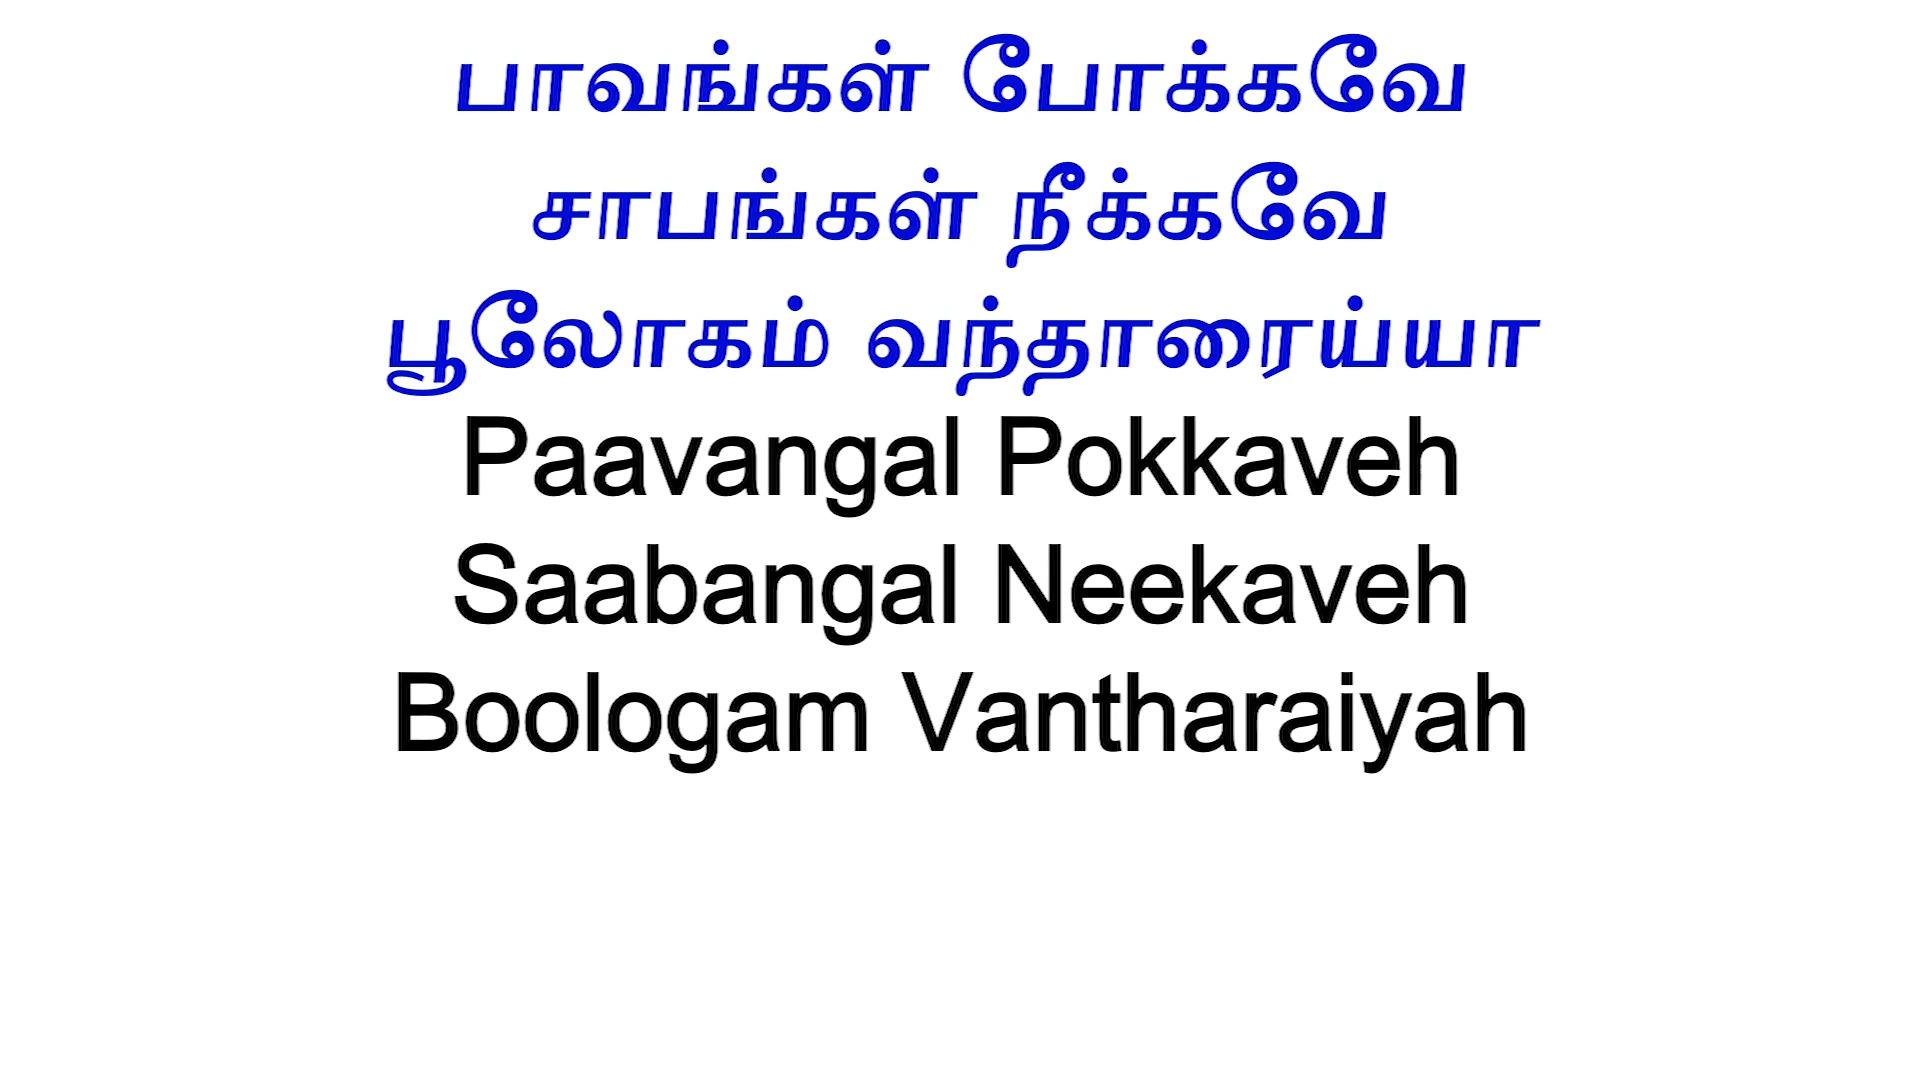 பாவங்கள் போக்கவே
சாபங்கள் நீக்கவே
பூலோகம் வந்தாரைய்யா
Paavangal Pokkaveh
Saabangal Neekaveh
Boologam Vantharaiyah